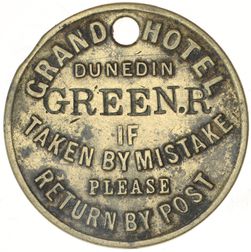 GRAND HOTEL
DUNEDIN
GREEN.R
IF
TAKEN BY MISTAKE
PLEASE
RETURN BY POST